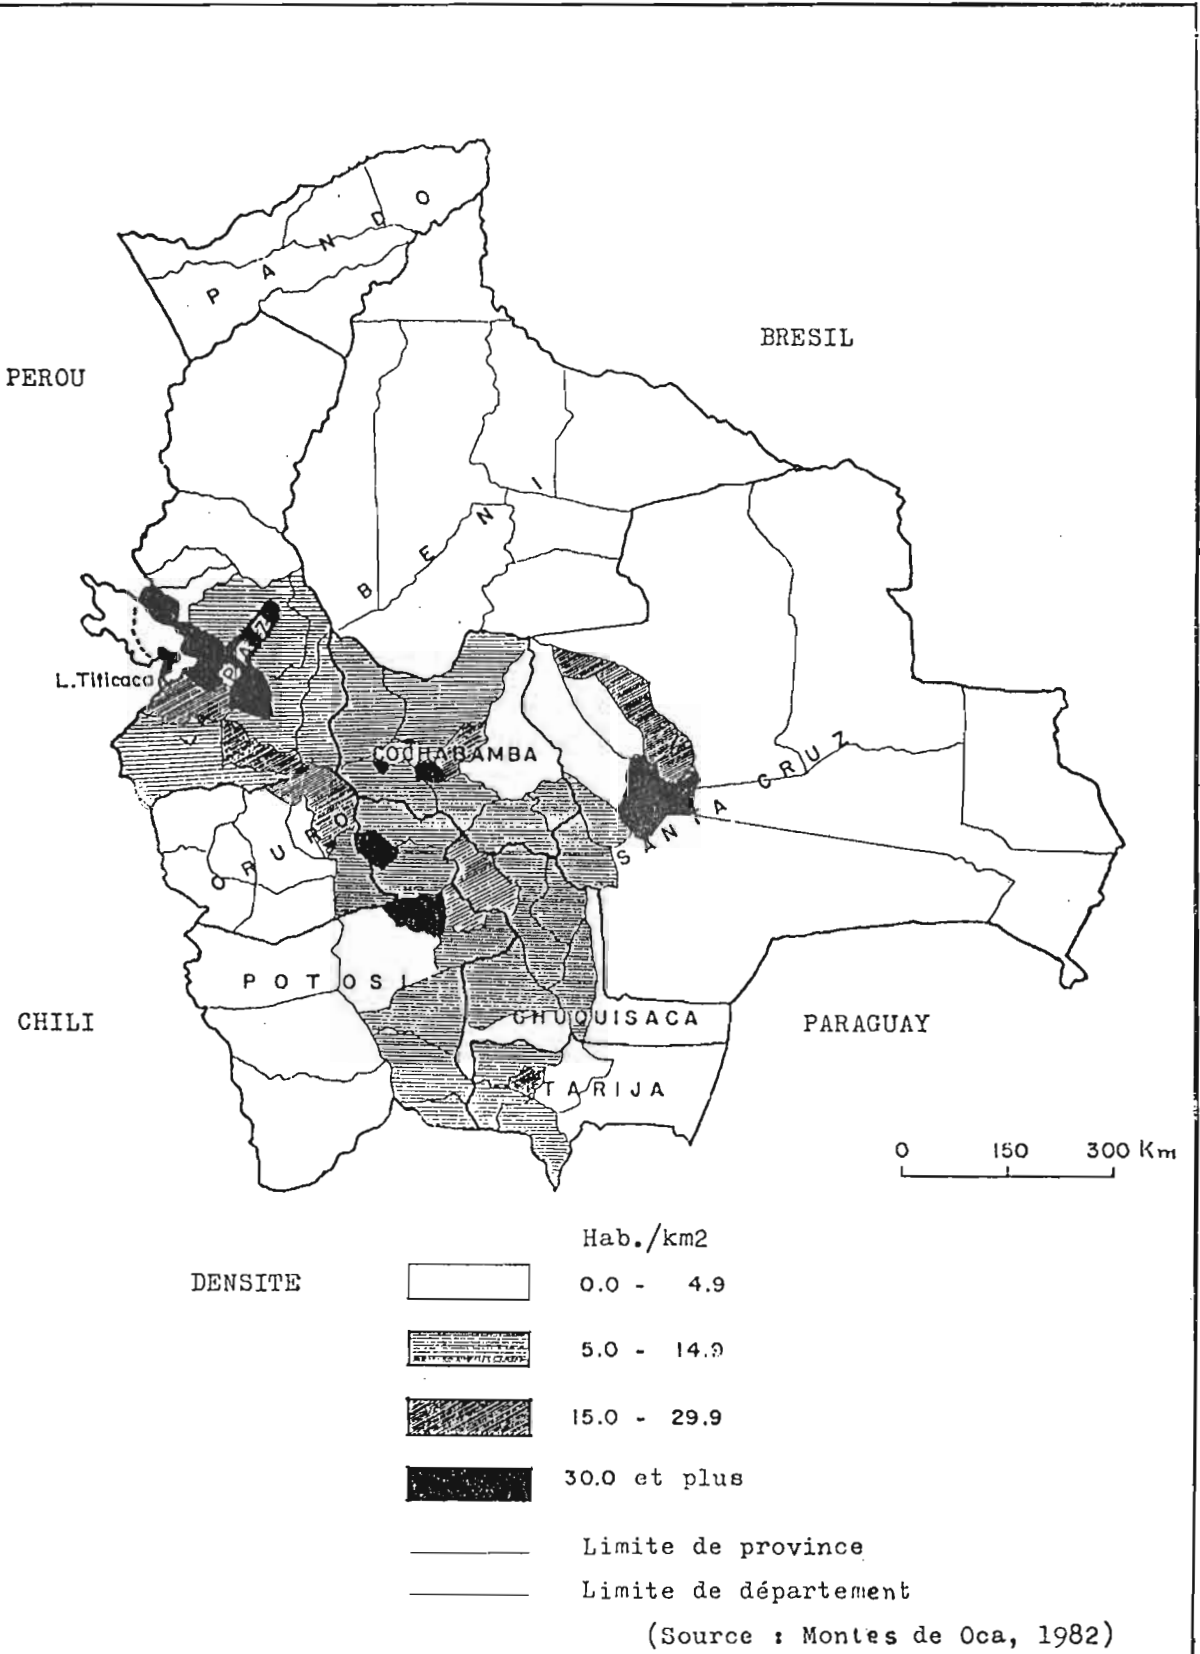 PANDO
BRESIL
PEROU
BENI
L.Titicaca
LA PAZ
COCHABAMBA
SANTA CRUZ
ORURO
POTOSI
CHILI
CHUQUISACA
PARAGUAY
TARIJA
0 150 300 Km
Hab./km2
DENSITE
0.0 - 4.9
5.0 - 14.9
15.0 - 29.9
30.0 et plus
Limite de province
Limite de département
(Source : Montes de Oca, 1982)